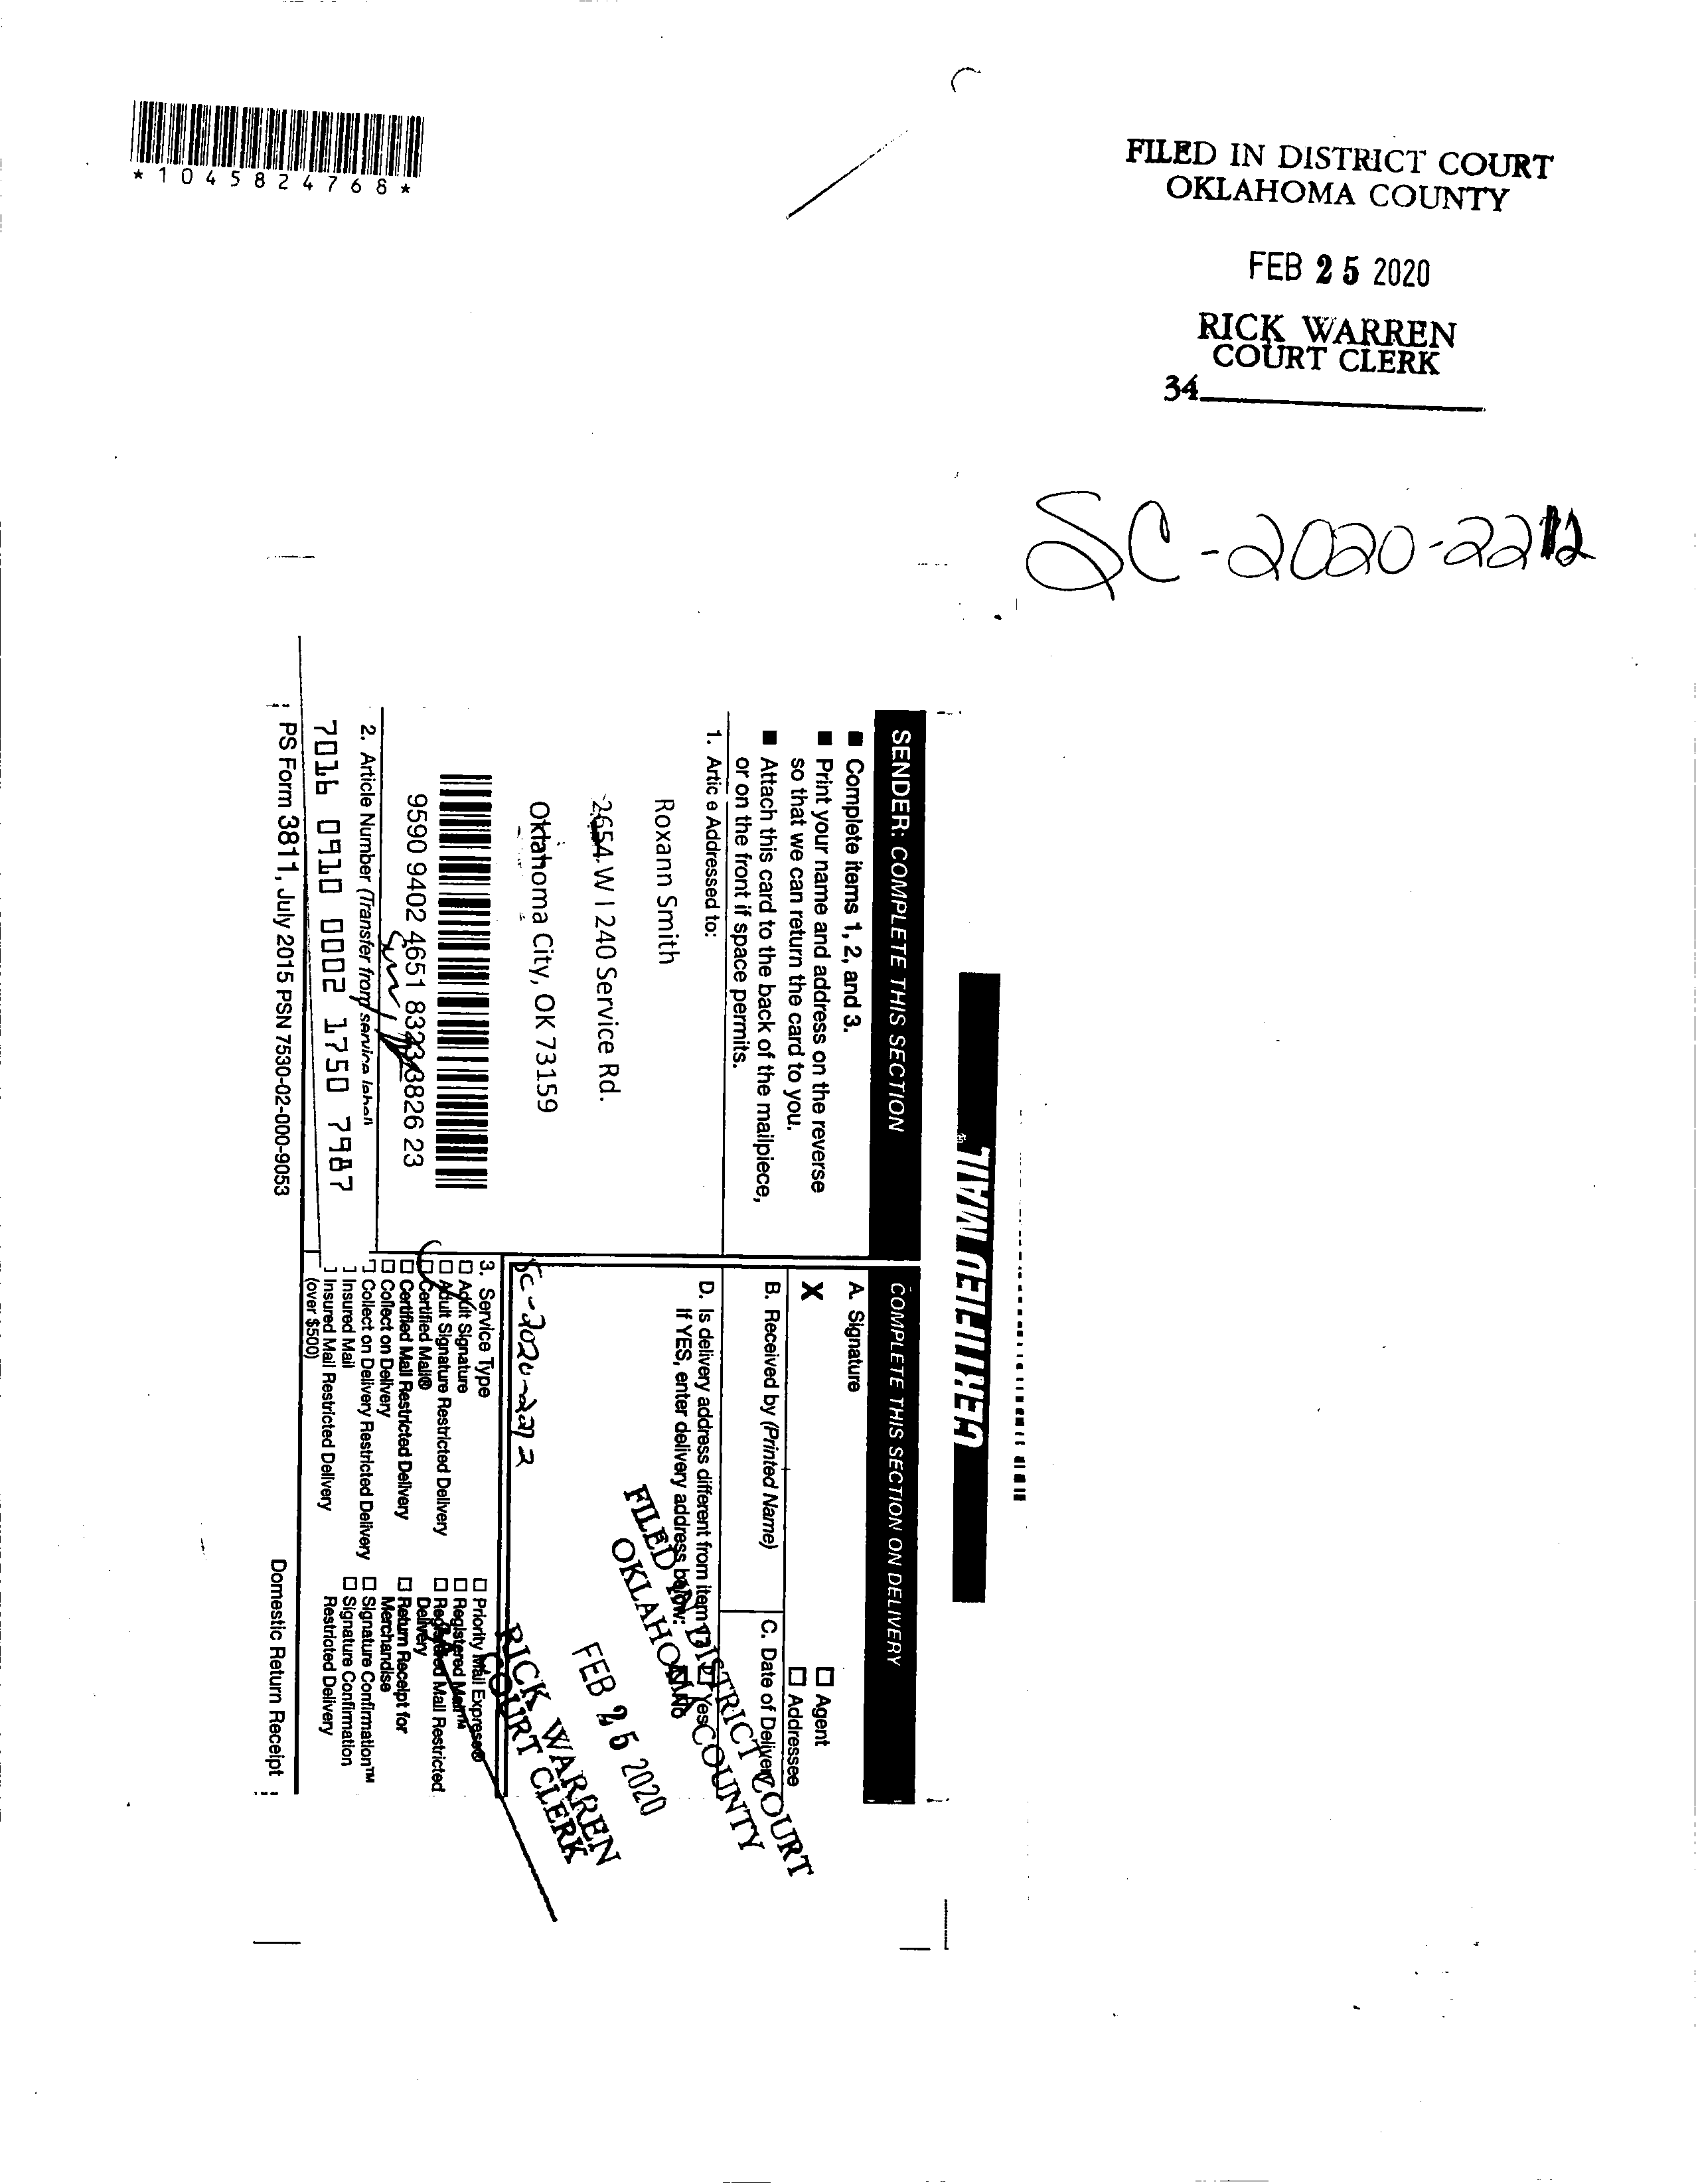 *1045824768*
FILED IN DISTRICT COURT
OKLAHOMA COUNTY
FEB 25 2020
RICK WARREN
COURT CLERK
34
SC-2020-2212
CERTIFIED MAIL®
SENDER: COMPLETE THIS SECTION
■ Complete items 1, 2, and 3.
■ Print your name and address on the reverse
so that we can return the card to you.
■ Attach this card to the back of the mailpiece,
or on the front if space permits.
1. Artic e Addressed to:
Roxann Smith
2654 W I 240 Service Rd.
Oklahoma City, OK 73159
9590 9402 4651 8323 3826 23
2. Article Number (Transfer from service label)
7016 0910 0002 1750 7987
PS Form 3811, July 2015 PSN 7530-02-000-9053
COMPLETE THIS SECTION ON DELIVERY
A. Signature
X
☐ Agent
☐ Addressee
B. Received by (Printed Name)
C. Date of Delivery
D. Is delivery address different from item 1? ☐ Yes
If YES, enter delivery address below: ☐ No
FILED IN DISTRICT COURT
OKLAHOMA COUNTY
FEB 25 2020
RICK WARREN
COURT CLERK
SC-2020-2212
3. Service Type
☐ Adult Signature
☐ Adult Signature Restricted Delivery
☐ Certified Mail®
☐ Certified Mail Restricted Delivery
☐ Collect on Delivery
☐ Collect on Delivery Restricted Delivery
Insured Mail
Insured Mail Restricted Delivery
(over $500)
☐ Priority Mail Express®
☐ Registered Mail™
☐ Registered Mail Restricted
Delivery
☐ Return Receipt for
Merchandise
☐ Signature Confirmation™
☐ Signature Confirmation
Restricted Delivery
Domestic Return Receipt